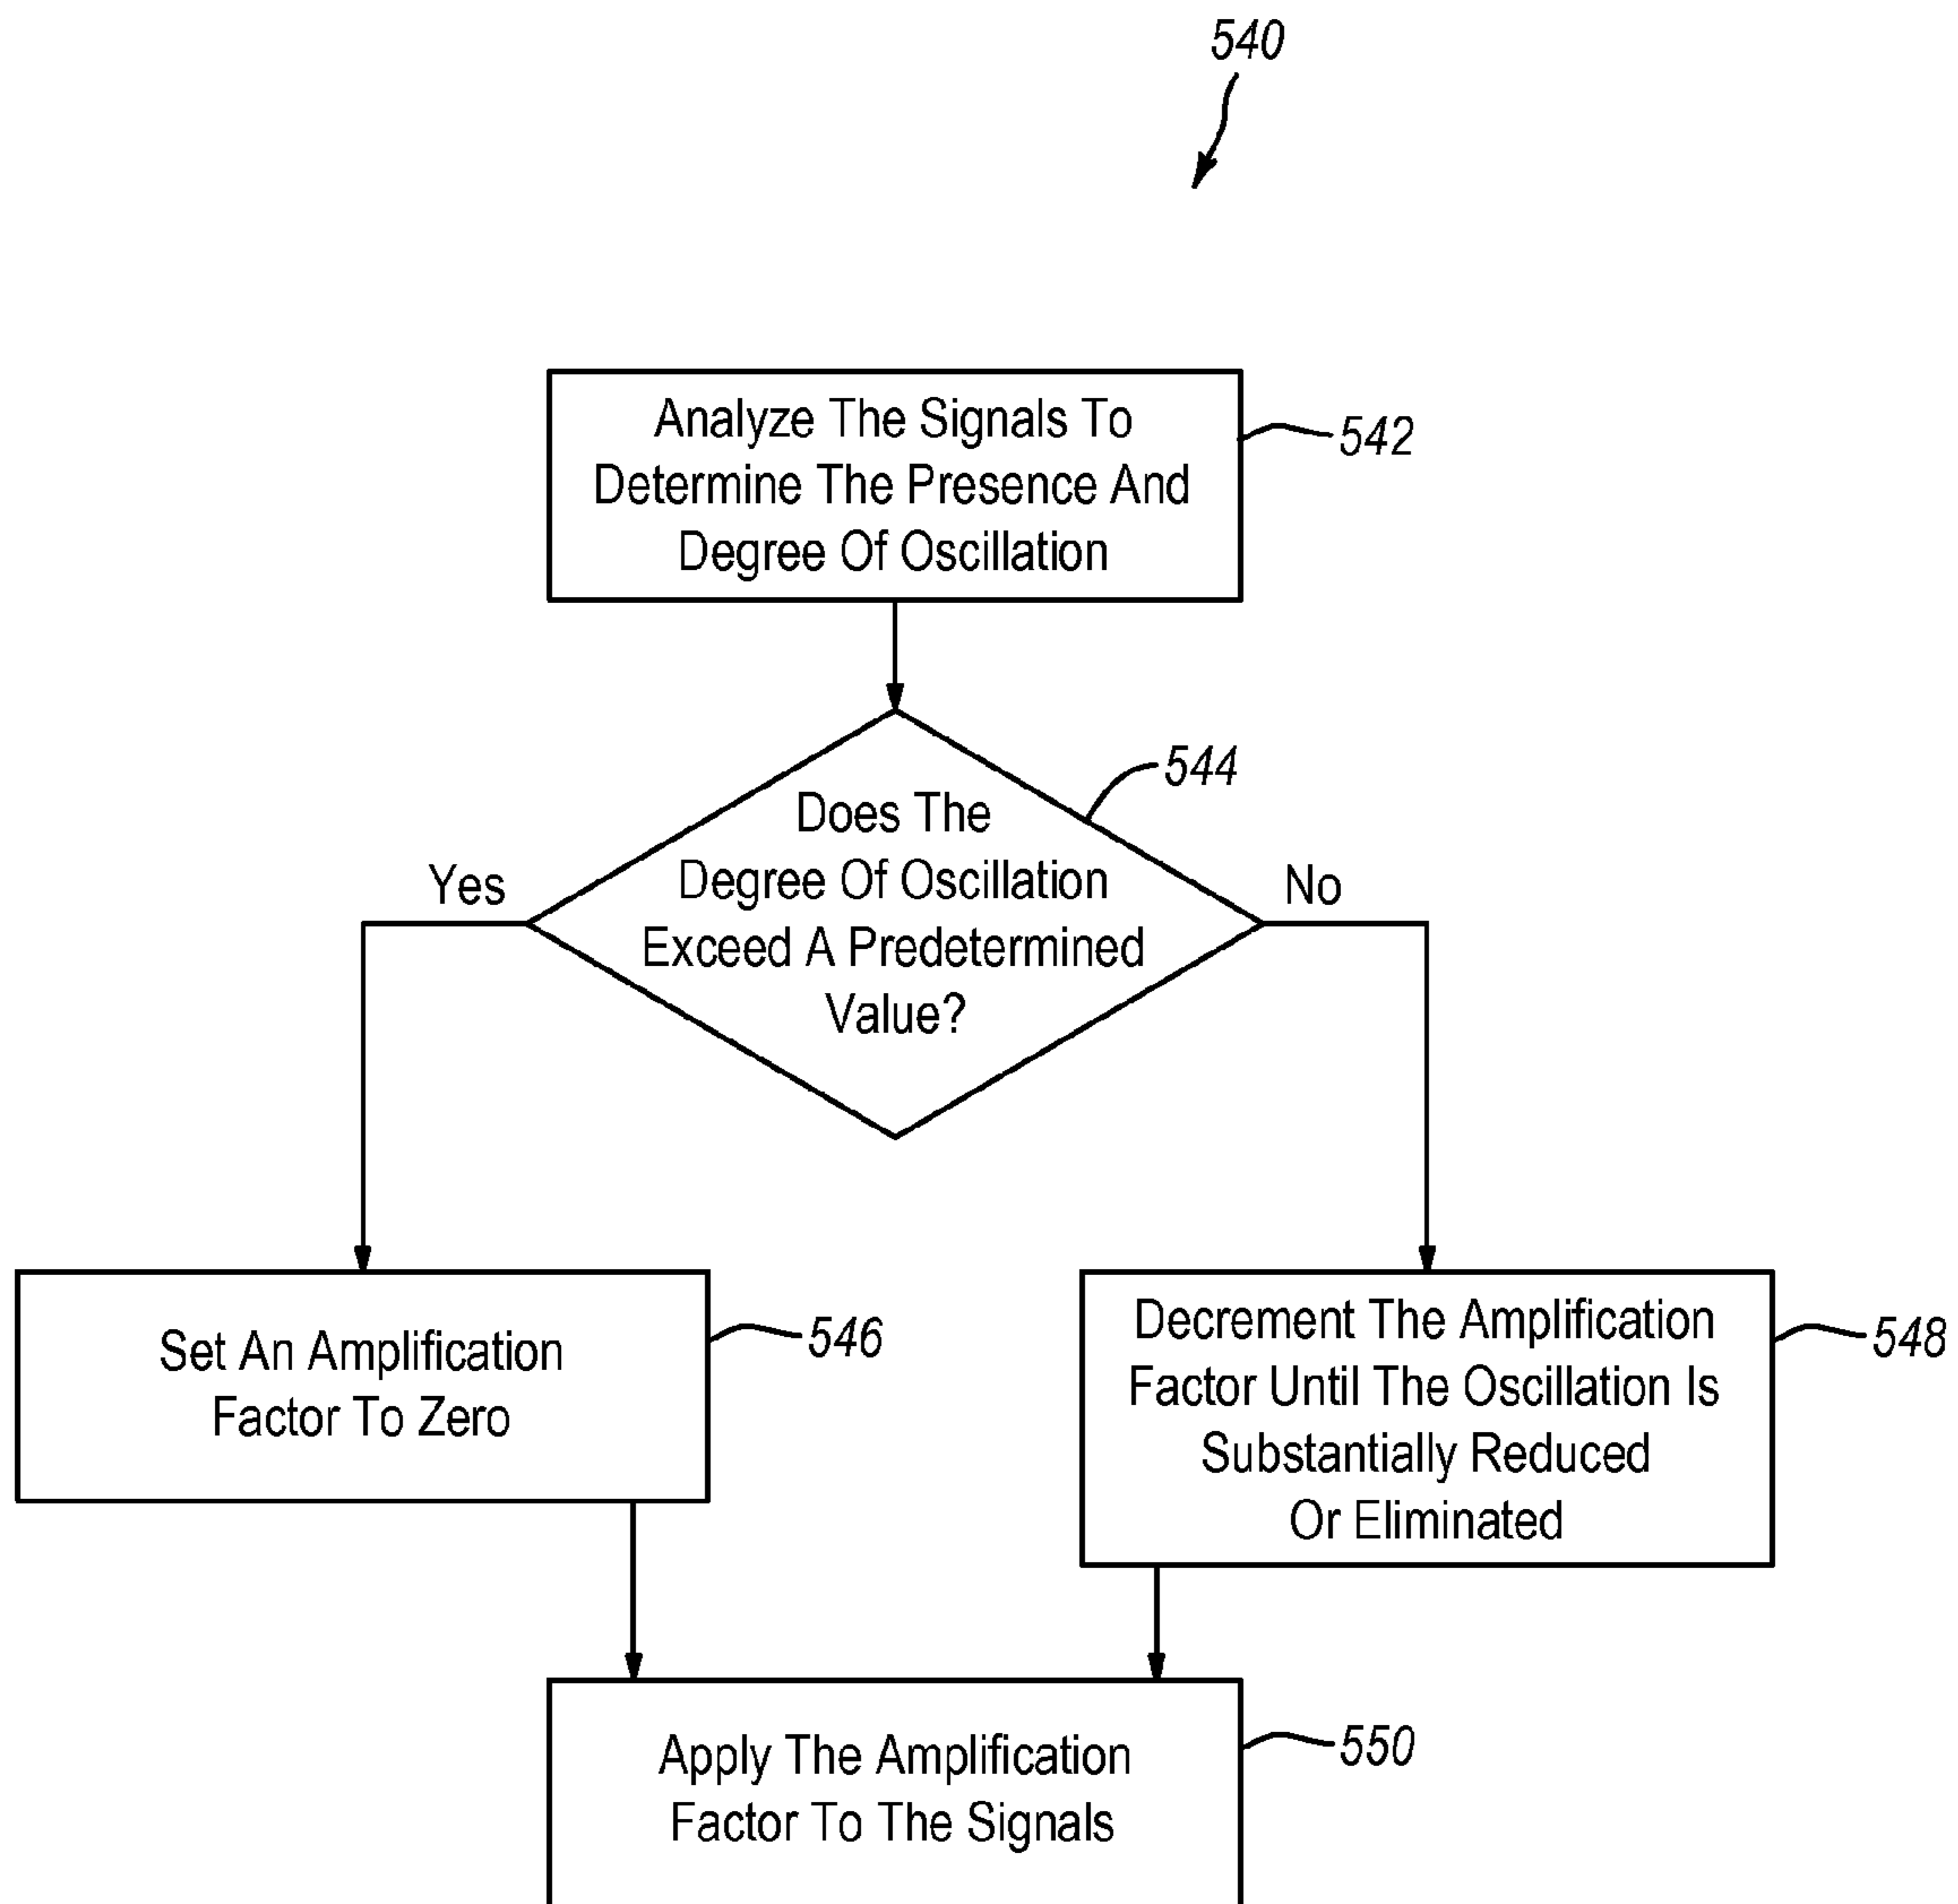 540
Analyze The Signals To
Determine The Presence And
Degree Of Oscillation
542
Does The
Degree Of Oscillation
Exceed A Predetermined
Value?
544
Yes
No
Set An Amplification
Factor To Zero
546
Decrement The Amplification
Factor Until The Oscillation Is
Substantially Reduced
Or Eliminated
548
Apply The Amplification
Factor To The Signals
550